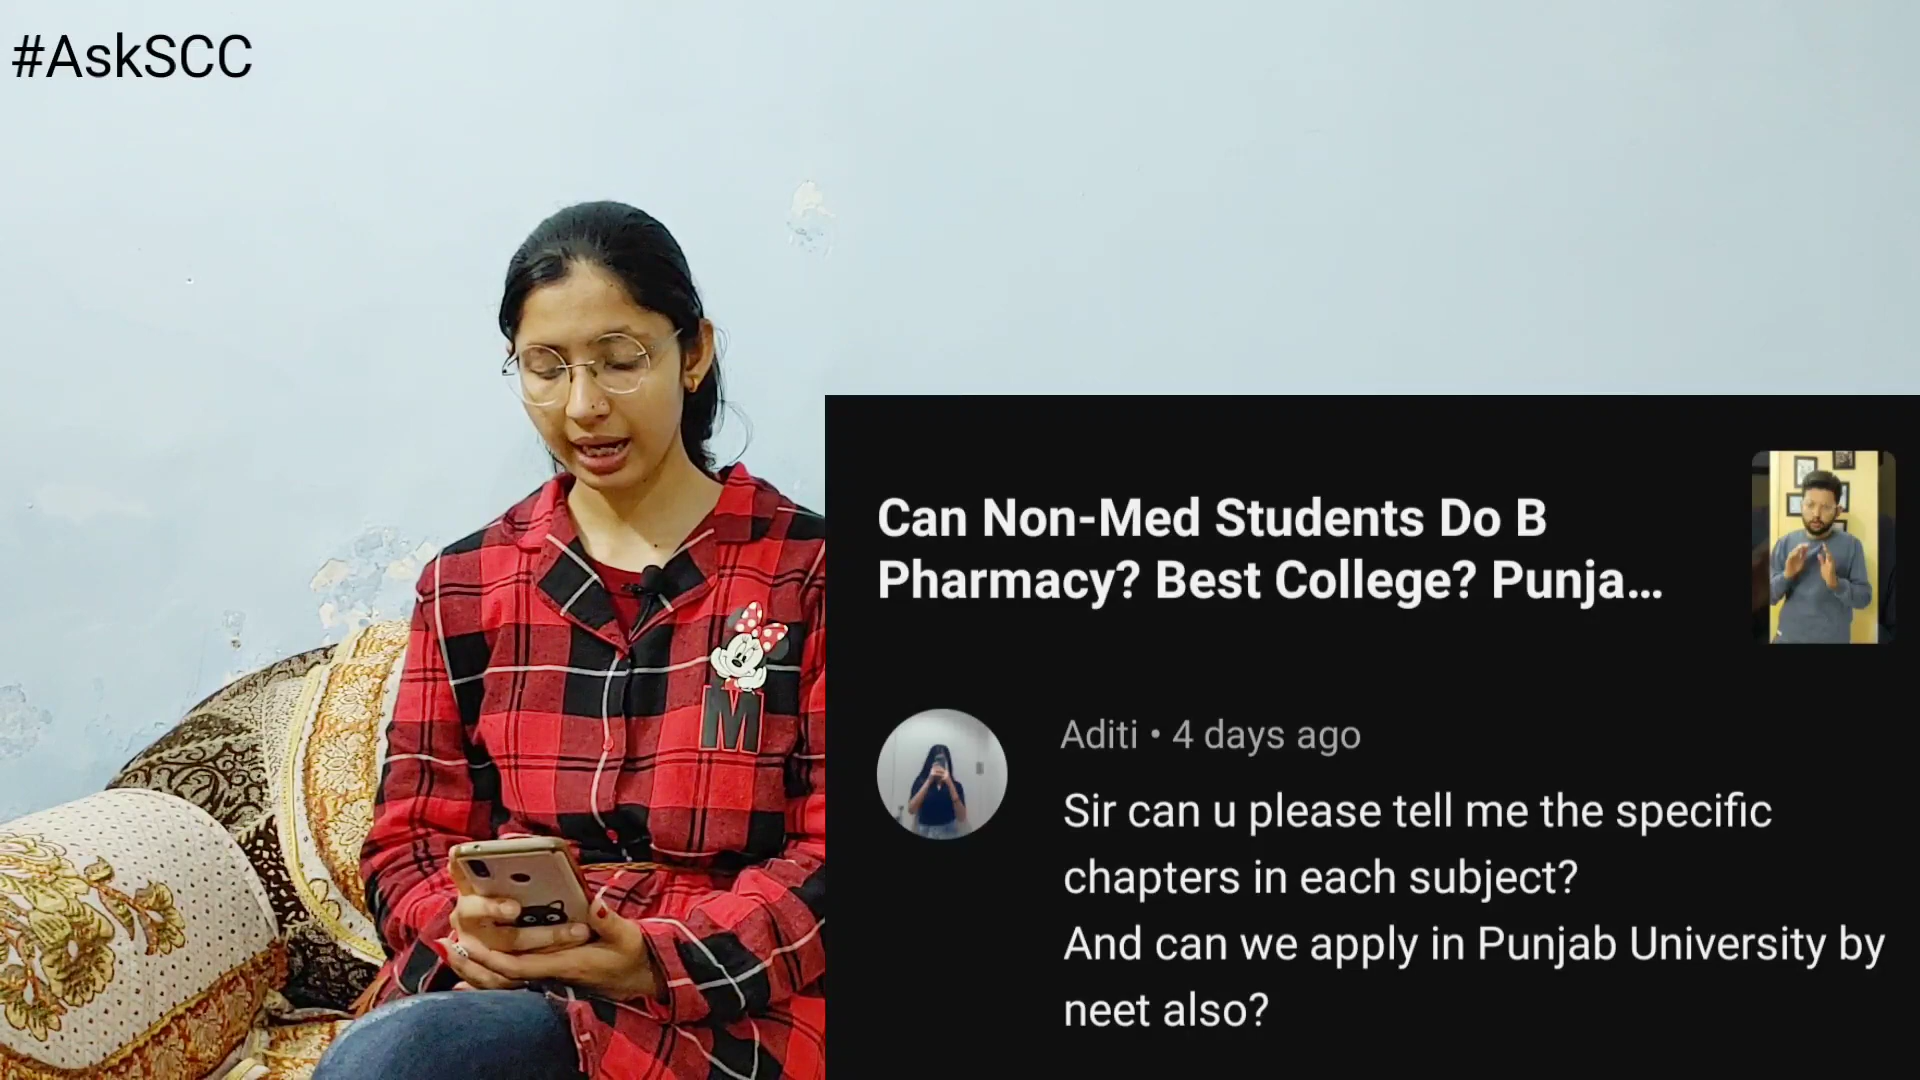 #AskSCC
Can Non-Med Students Do B
Pharmacy? Best College? Punja...
Aditi • 4 days ago
Sir can u please tell me the specific
chapters in each subject?
And can we apply in Punjab University by
neet also?
M